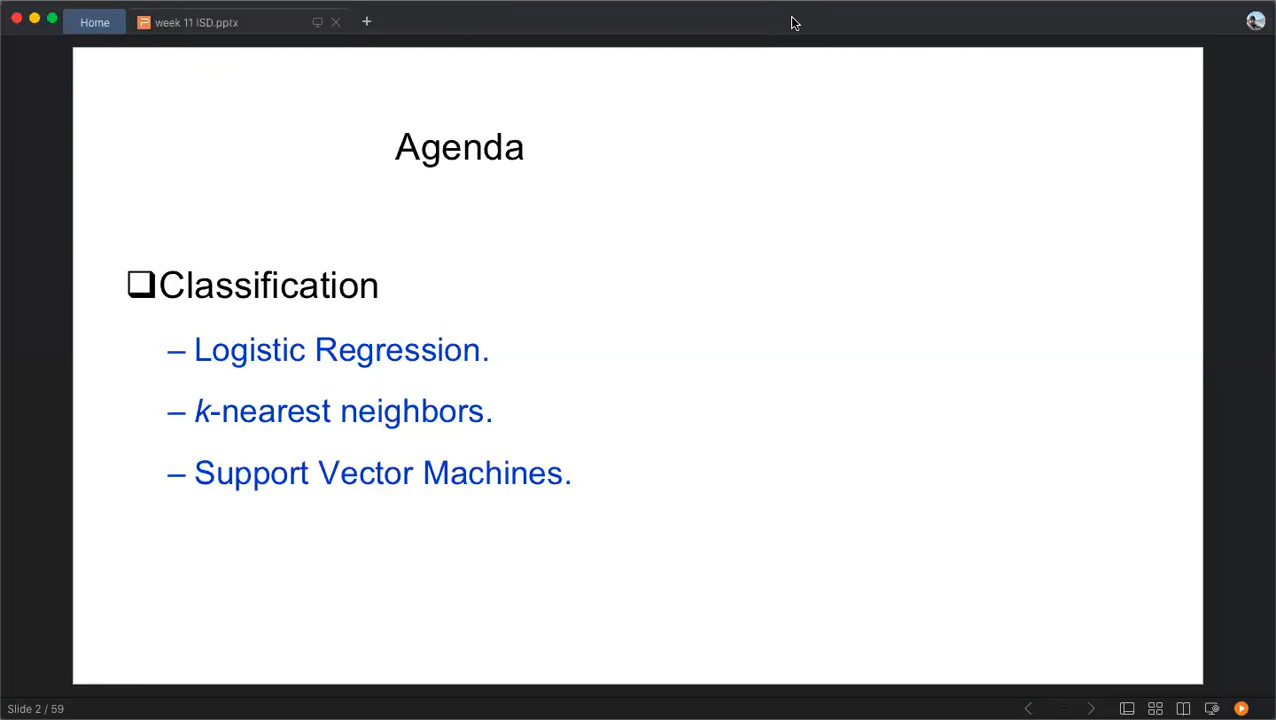 Home
week 11 ISD.pptx
Agenda
❑Classification
– Logistic Regression.
– k-nearest neighbors.
– Support Vector Machines.
Slide 2 / 59